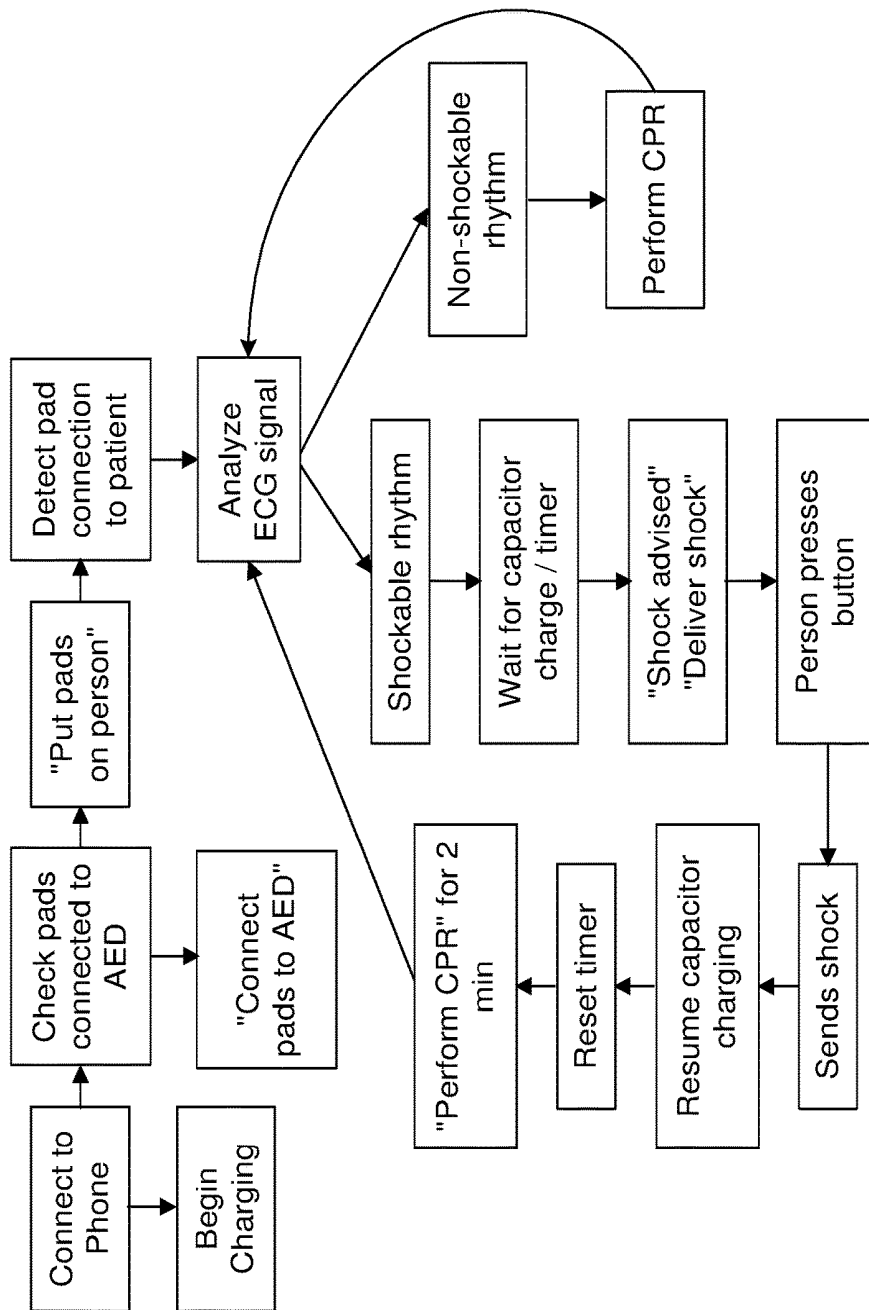 Connect to
Phone
Begin
Charging
Check pads
connected to
AED
"Connect
pads to AED"
"Put pads
on person"
Detect pad
connection
to patient
Analyze
ECG signal
Shockable rhythm
Wait for capacitor
charge / timer
"Shock advised"
"Deliver shock"
Person presses
button
Sends shock
Resume capacitor
charging
Reset timer
"Perform CPR" for 2
min
Non-shockable
rhythm
Perform CPR